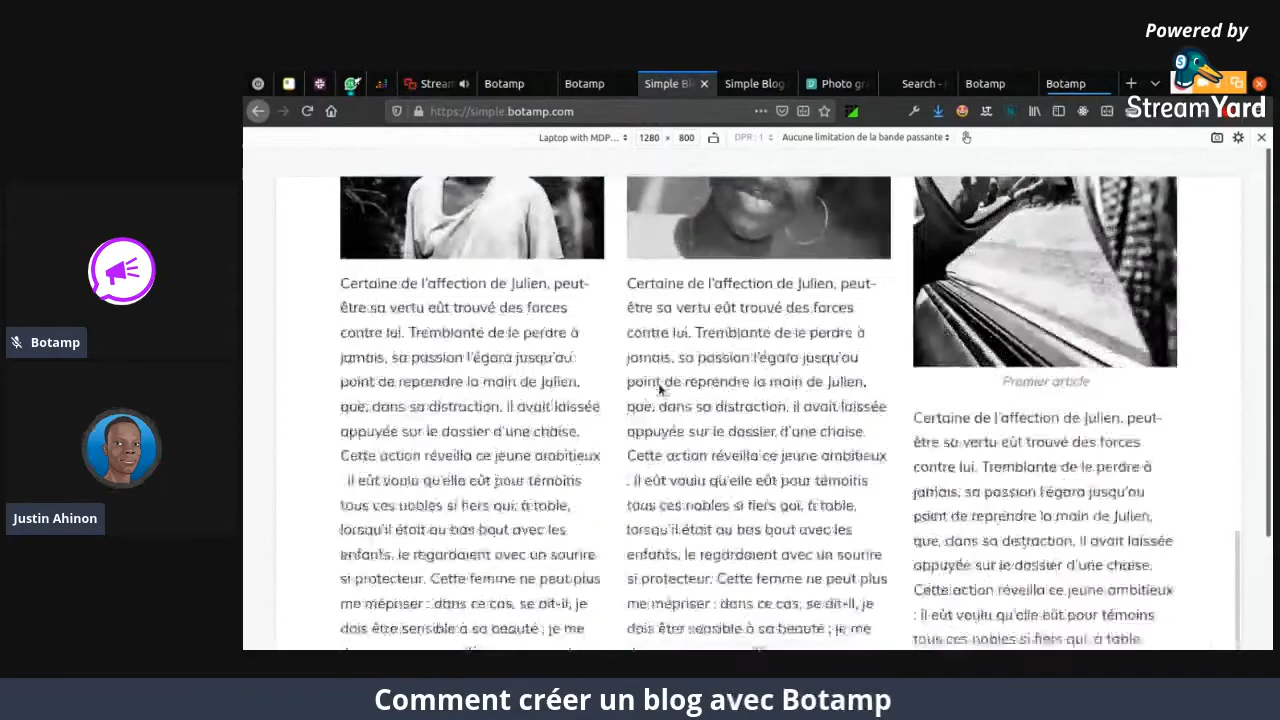 Powered by
StreamYard
Stream
Botamp
Botamp
Simple Bl
Simple Blog
Photo gr
Search -
Botamp
Botamp
https://simple.botamp.com
Laptop with MDP...
1280 × 800
DPR : 1
Aucune limitation de la bande passante
Certaine de l'affection de Julien, peut-
être sa vertu eût trouvé des forces
contre lui. Tremblante de le perdre à
jamais, sa passion l'égara jusqu'au
point de reprendre la main de Julien,
que, dans sa distraction, il avait laissée
appuyée sur le dossier d'une chaise.
Cette action réveilla ce jeune ambitieux
il eût voulu qu'elle eût pour témoins
tous ces nobles si fiers qui, à table,
lorsqu'il était au bas bout avec les
enfants, le regardaient avec un sourire
si protecteur. Cette femme ne peut plus
me mépriser : dans ce cas, se dit-il, je
dois être sensible à sa beauté ; je me
Certaine de l'affection de Julien, peut-
être sa vertu eût trouvé des forces
contre lui. Tremblante de le perdre à
jamais, sa passion l'égara jusqu'au
point de reprendre la main de Julien,
que, dans sa distraction, il avait laissée
appuyée sur le dossier d'une chaise.
Cette action réveilla ce jeune ambitieux
: il eût voulu qu'elle eût pour témoins
tous ces nobles si fiers qui, à table,
lorsqu'il était au bas bout avec les
enfants, le regardaient avec un sourire
si protecteur. Cette femme ne peut plus
me mépriser : dans ce cas, se dit-il, je
dois être sensible à sa beauté ; je me
Premier article
Certaine de l'affection de Julien, peut-
être sa vertu eût trouvé des forces
contre lui. Tremblante de le perdre à
jamais, sa passion l'égara jusqu'au
point de reprendre la main de Julien,
que, dans sa distraction, il avait laissée
appuyée sur le dossier d'une chaise.
Cette action réveilla ce jeune ambitieux
: il eût voulu qu'elle eût pour témoins
tous ces nobles si fiers qui, à table
Botamp
Justin Ahinon
Comment créer un blog avec Botamp